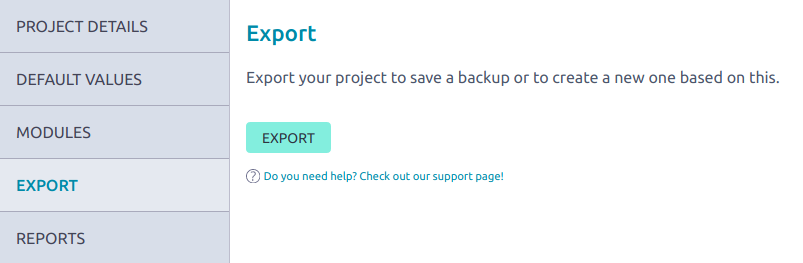 PROJECT DETAILS
DEFAULT VALUES
MODULES
EXPORT
REPORTS
Export
Export your project to save a backup or to create a new one based on this.
EXPORT
? Do you need help? Check out our support page!